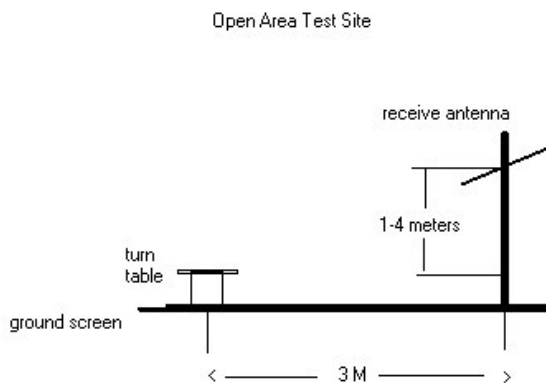 Open Area Test Site
receive antenna
1-4 meters
turn
table
ground screen
3 M